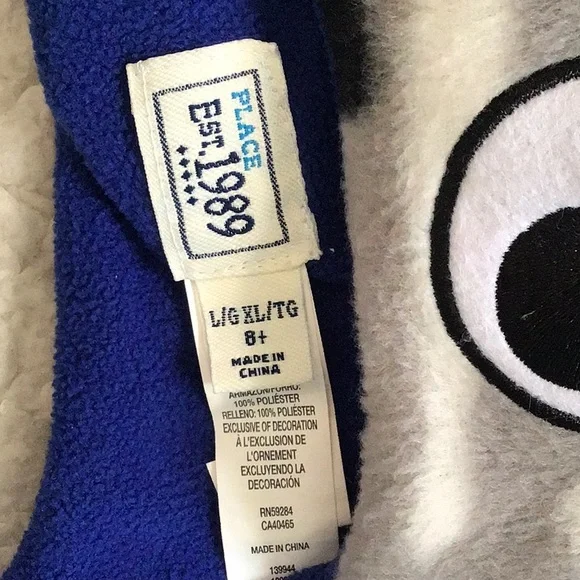 PLACE
EST. 1989
L/G XL/TG
8+
MADE IN
CHINA
ARMAZON/FORRO:
100% POLIÉSTER
RELLENO: 100% POLIÉSTER
EXCLUSIVE OF DECORATION
À L'EXCLUSION DE
L'ORNEMENT
EXCLUYENDO LA
DECORACIÓN
RN59284
CA40465
MADE IN CHINA
139944